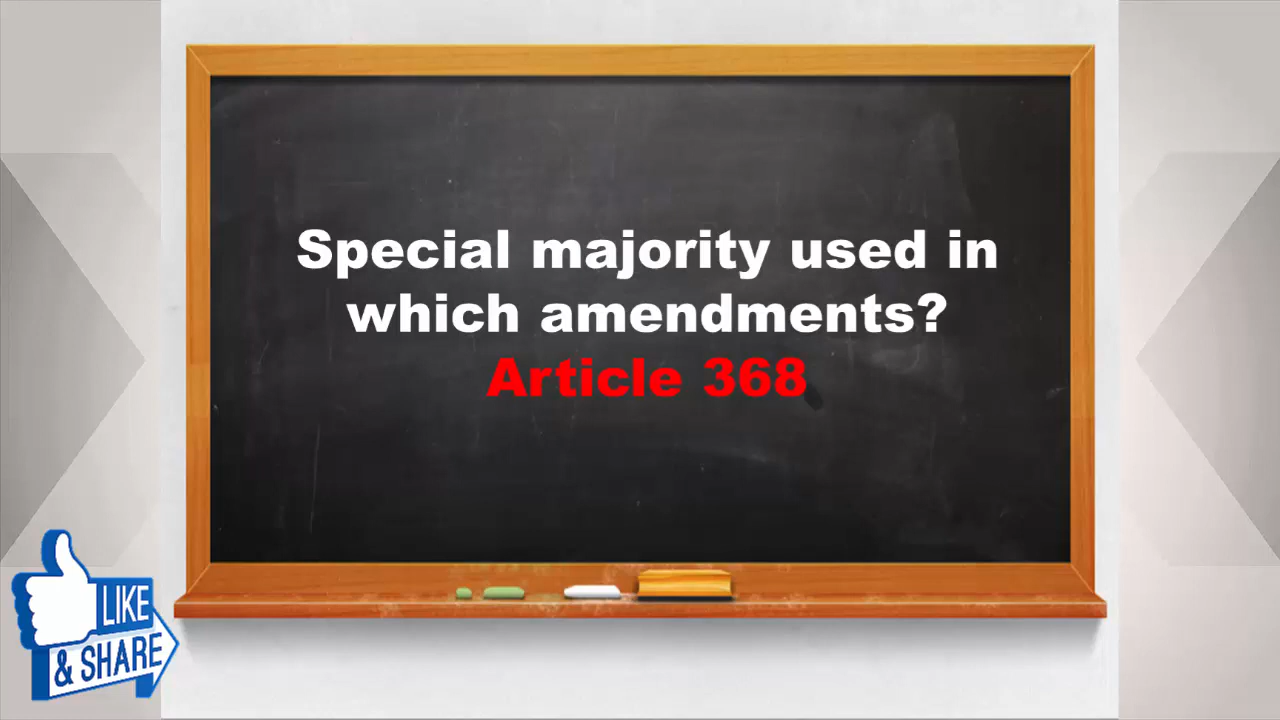 Special majority used in
which amendments?
Article 368
LIKE
& SHARE